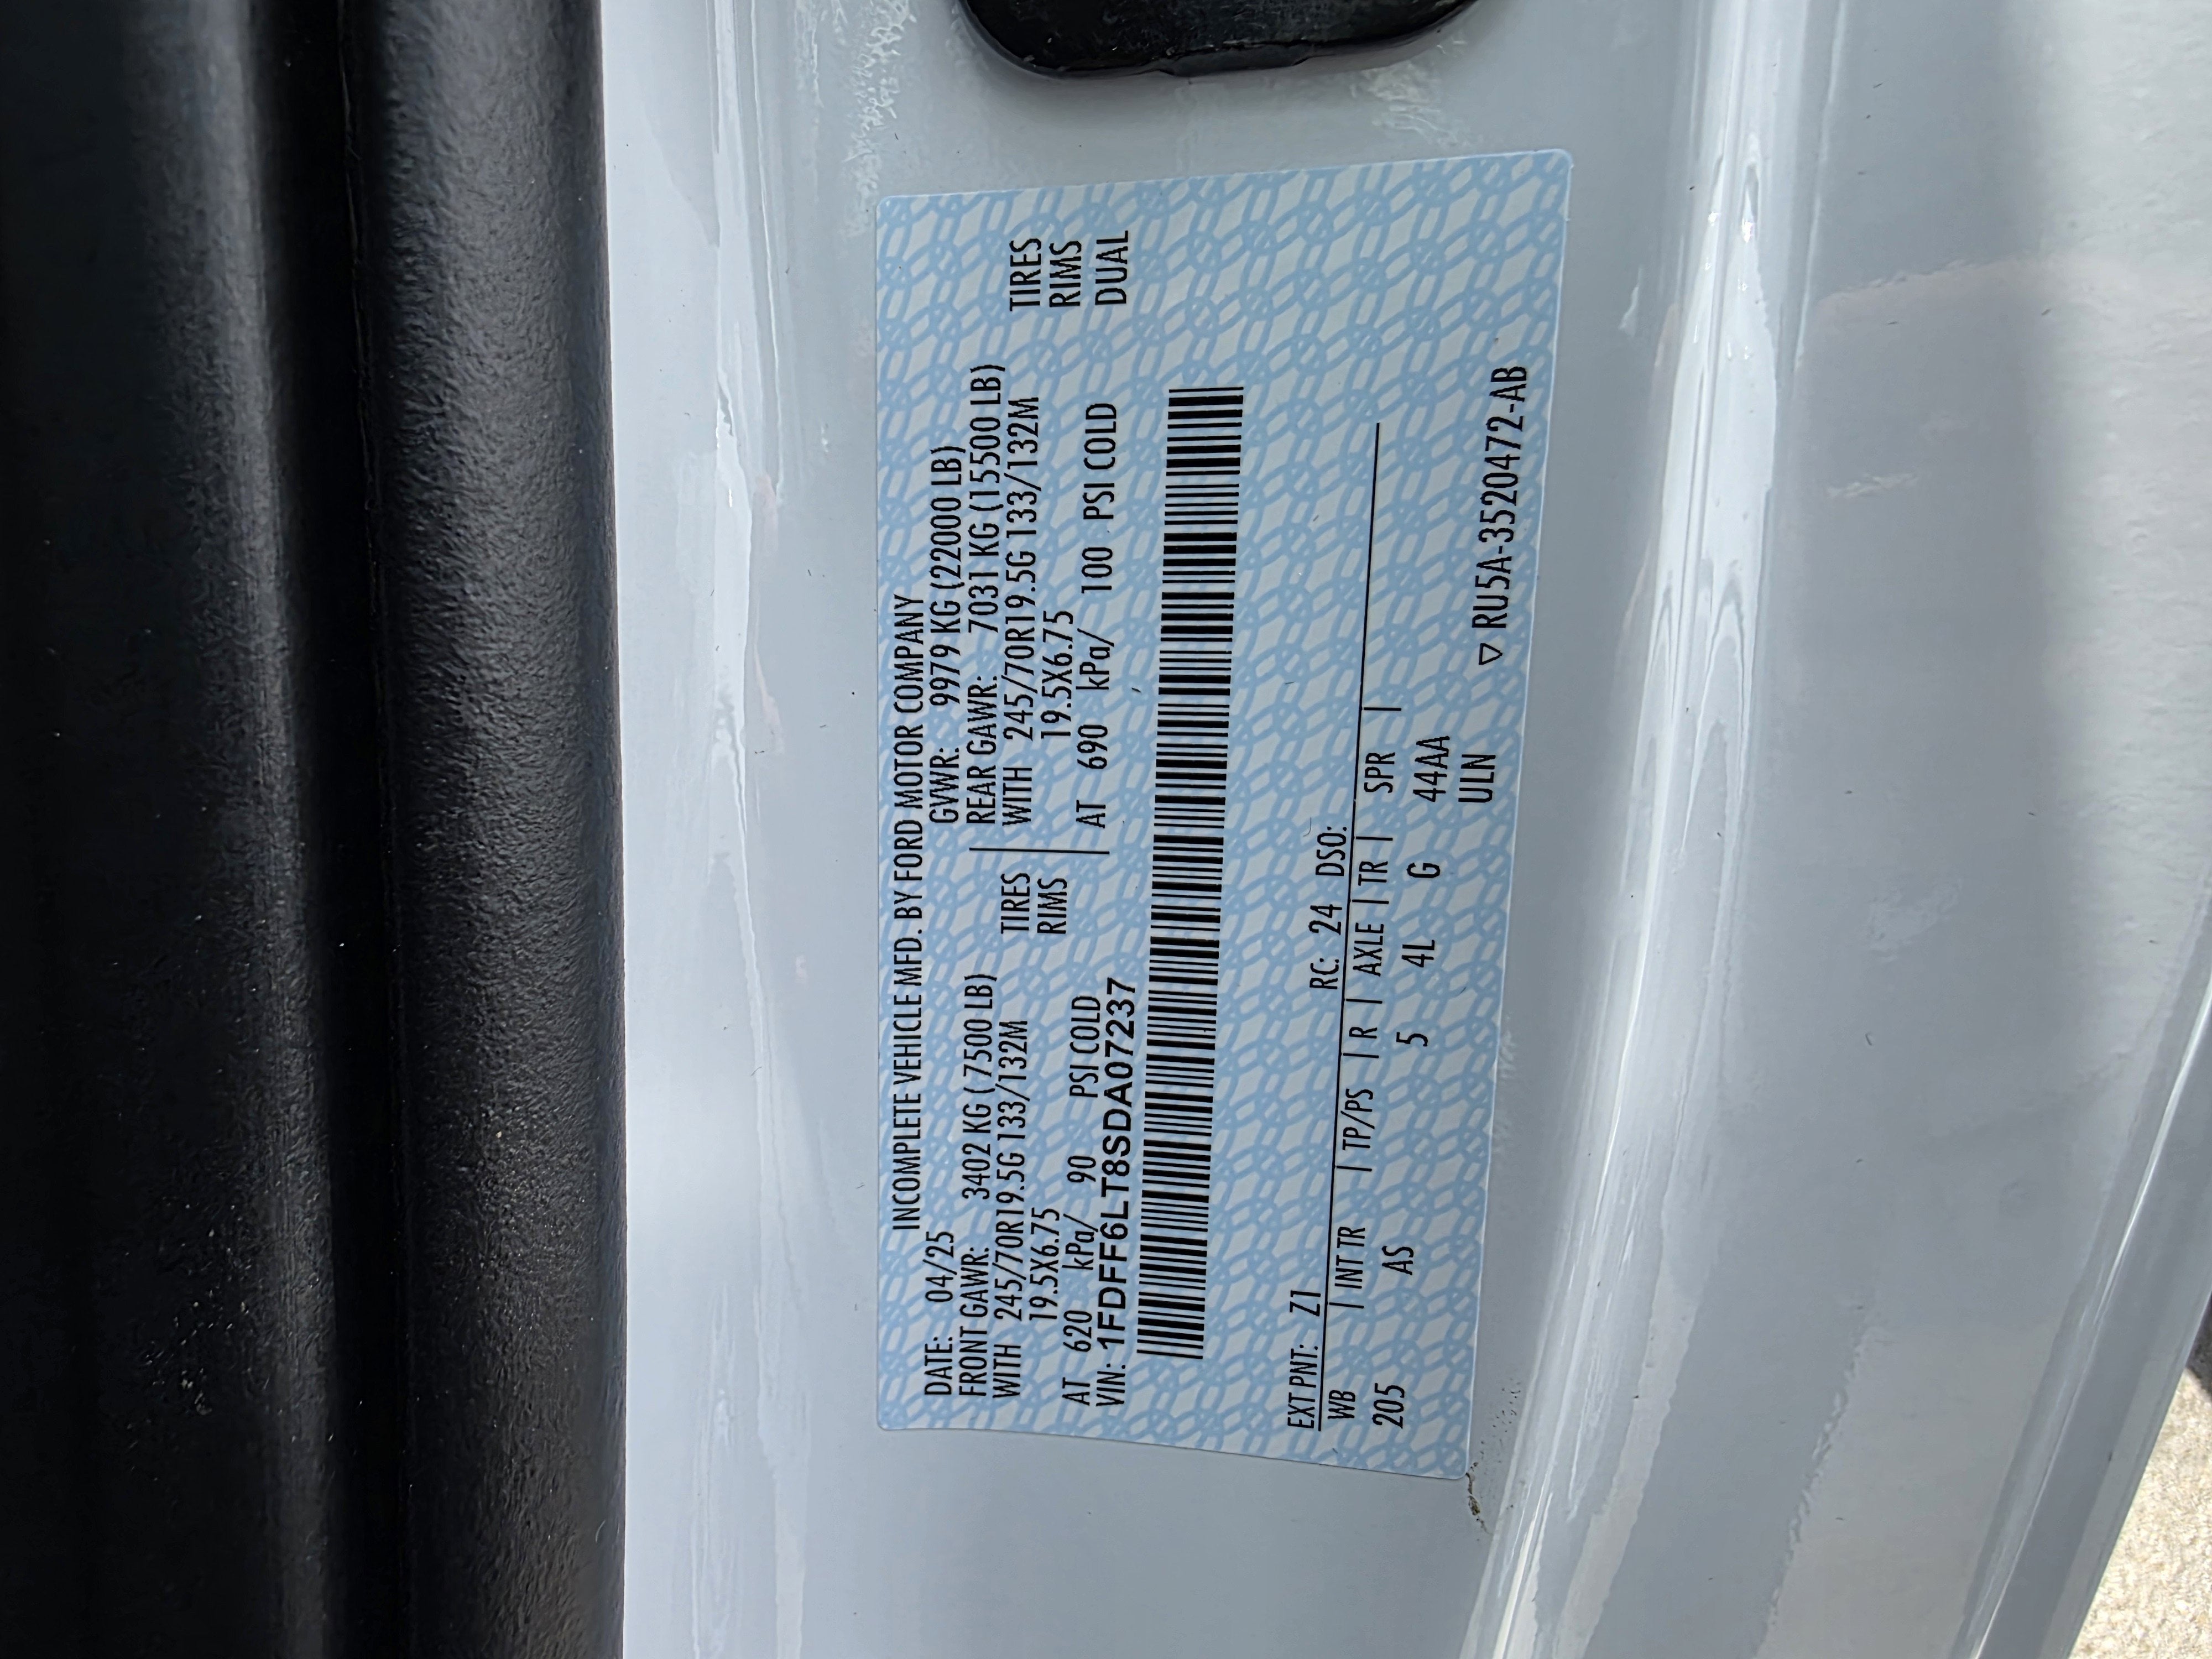 INCOMPLETE VEHICLE MFD. BY FORD MOTOR COMPANY
DATE: 04/25 GVWR: 9979 KG (22000 LB)
FRONT GAWR: 3402 KG ( 7500 LB) REAR GAWR: 7031 KG (15500 LB)
WITH 245/70R19.5G 133/132M TIRES WITH 245/70R19.5G 133/132M TIRES
19.5X6.75 RIMS 19.5X6.75 RIMS
AT 620 kPa/ 90 PSI COLD AT 690 kPa/ 100 PSI COLD DUAL
VIN: 1FDFF6LT8SDA07237
EXT PNT: Z1 RC: 24 DSO:
WB | INT TR | TP/PS | R | AXLE | TR | SPR |
205 AS 5 4L G 44AA
ULN
▽ RU5A-3520472-AB